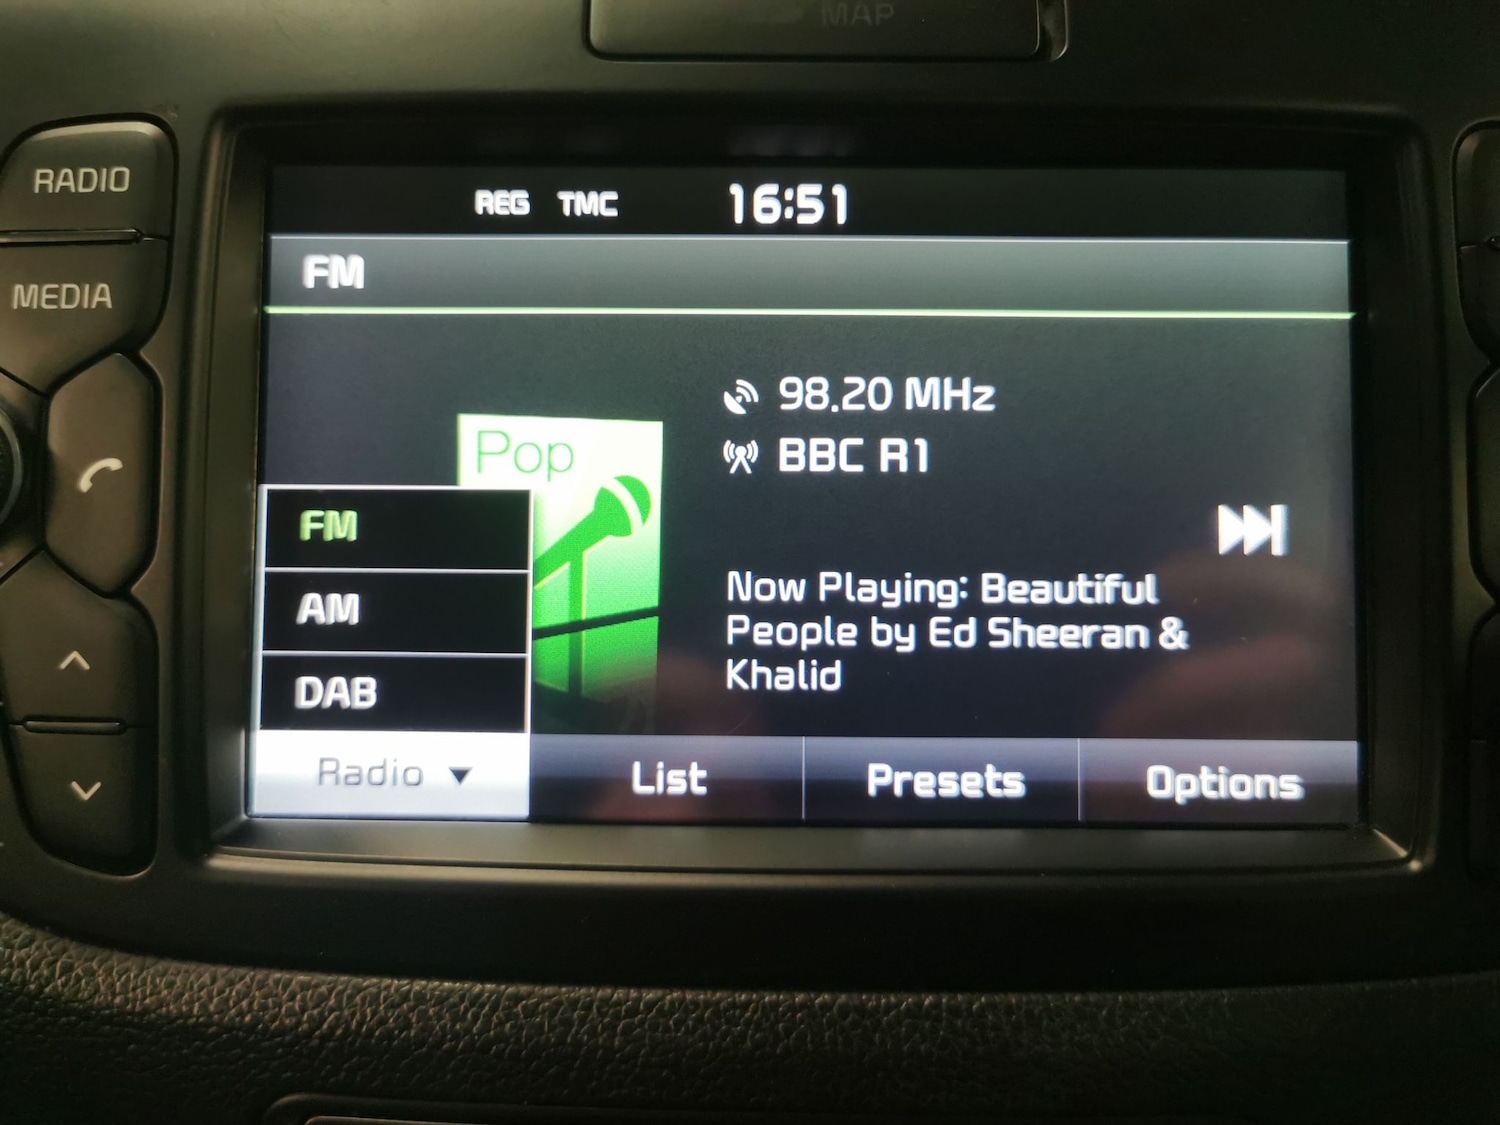 MAP
RADIO
MEDIA
REG TMC 16:51
FM
98.20 MHz
BBC R1
Pop
FM
AM
DAB
Now Playing: Beautiful
People by Ed Sheeran &
Khalid
Radio ▼ List Presets Options